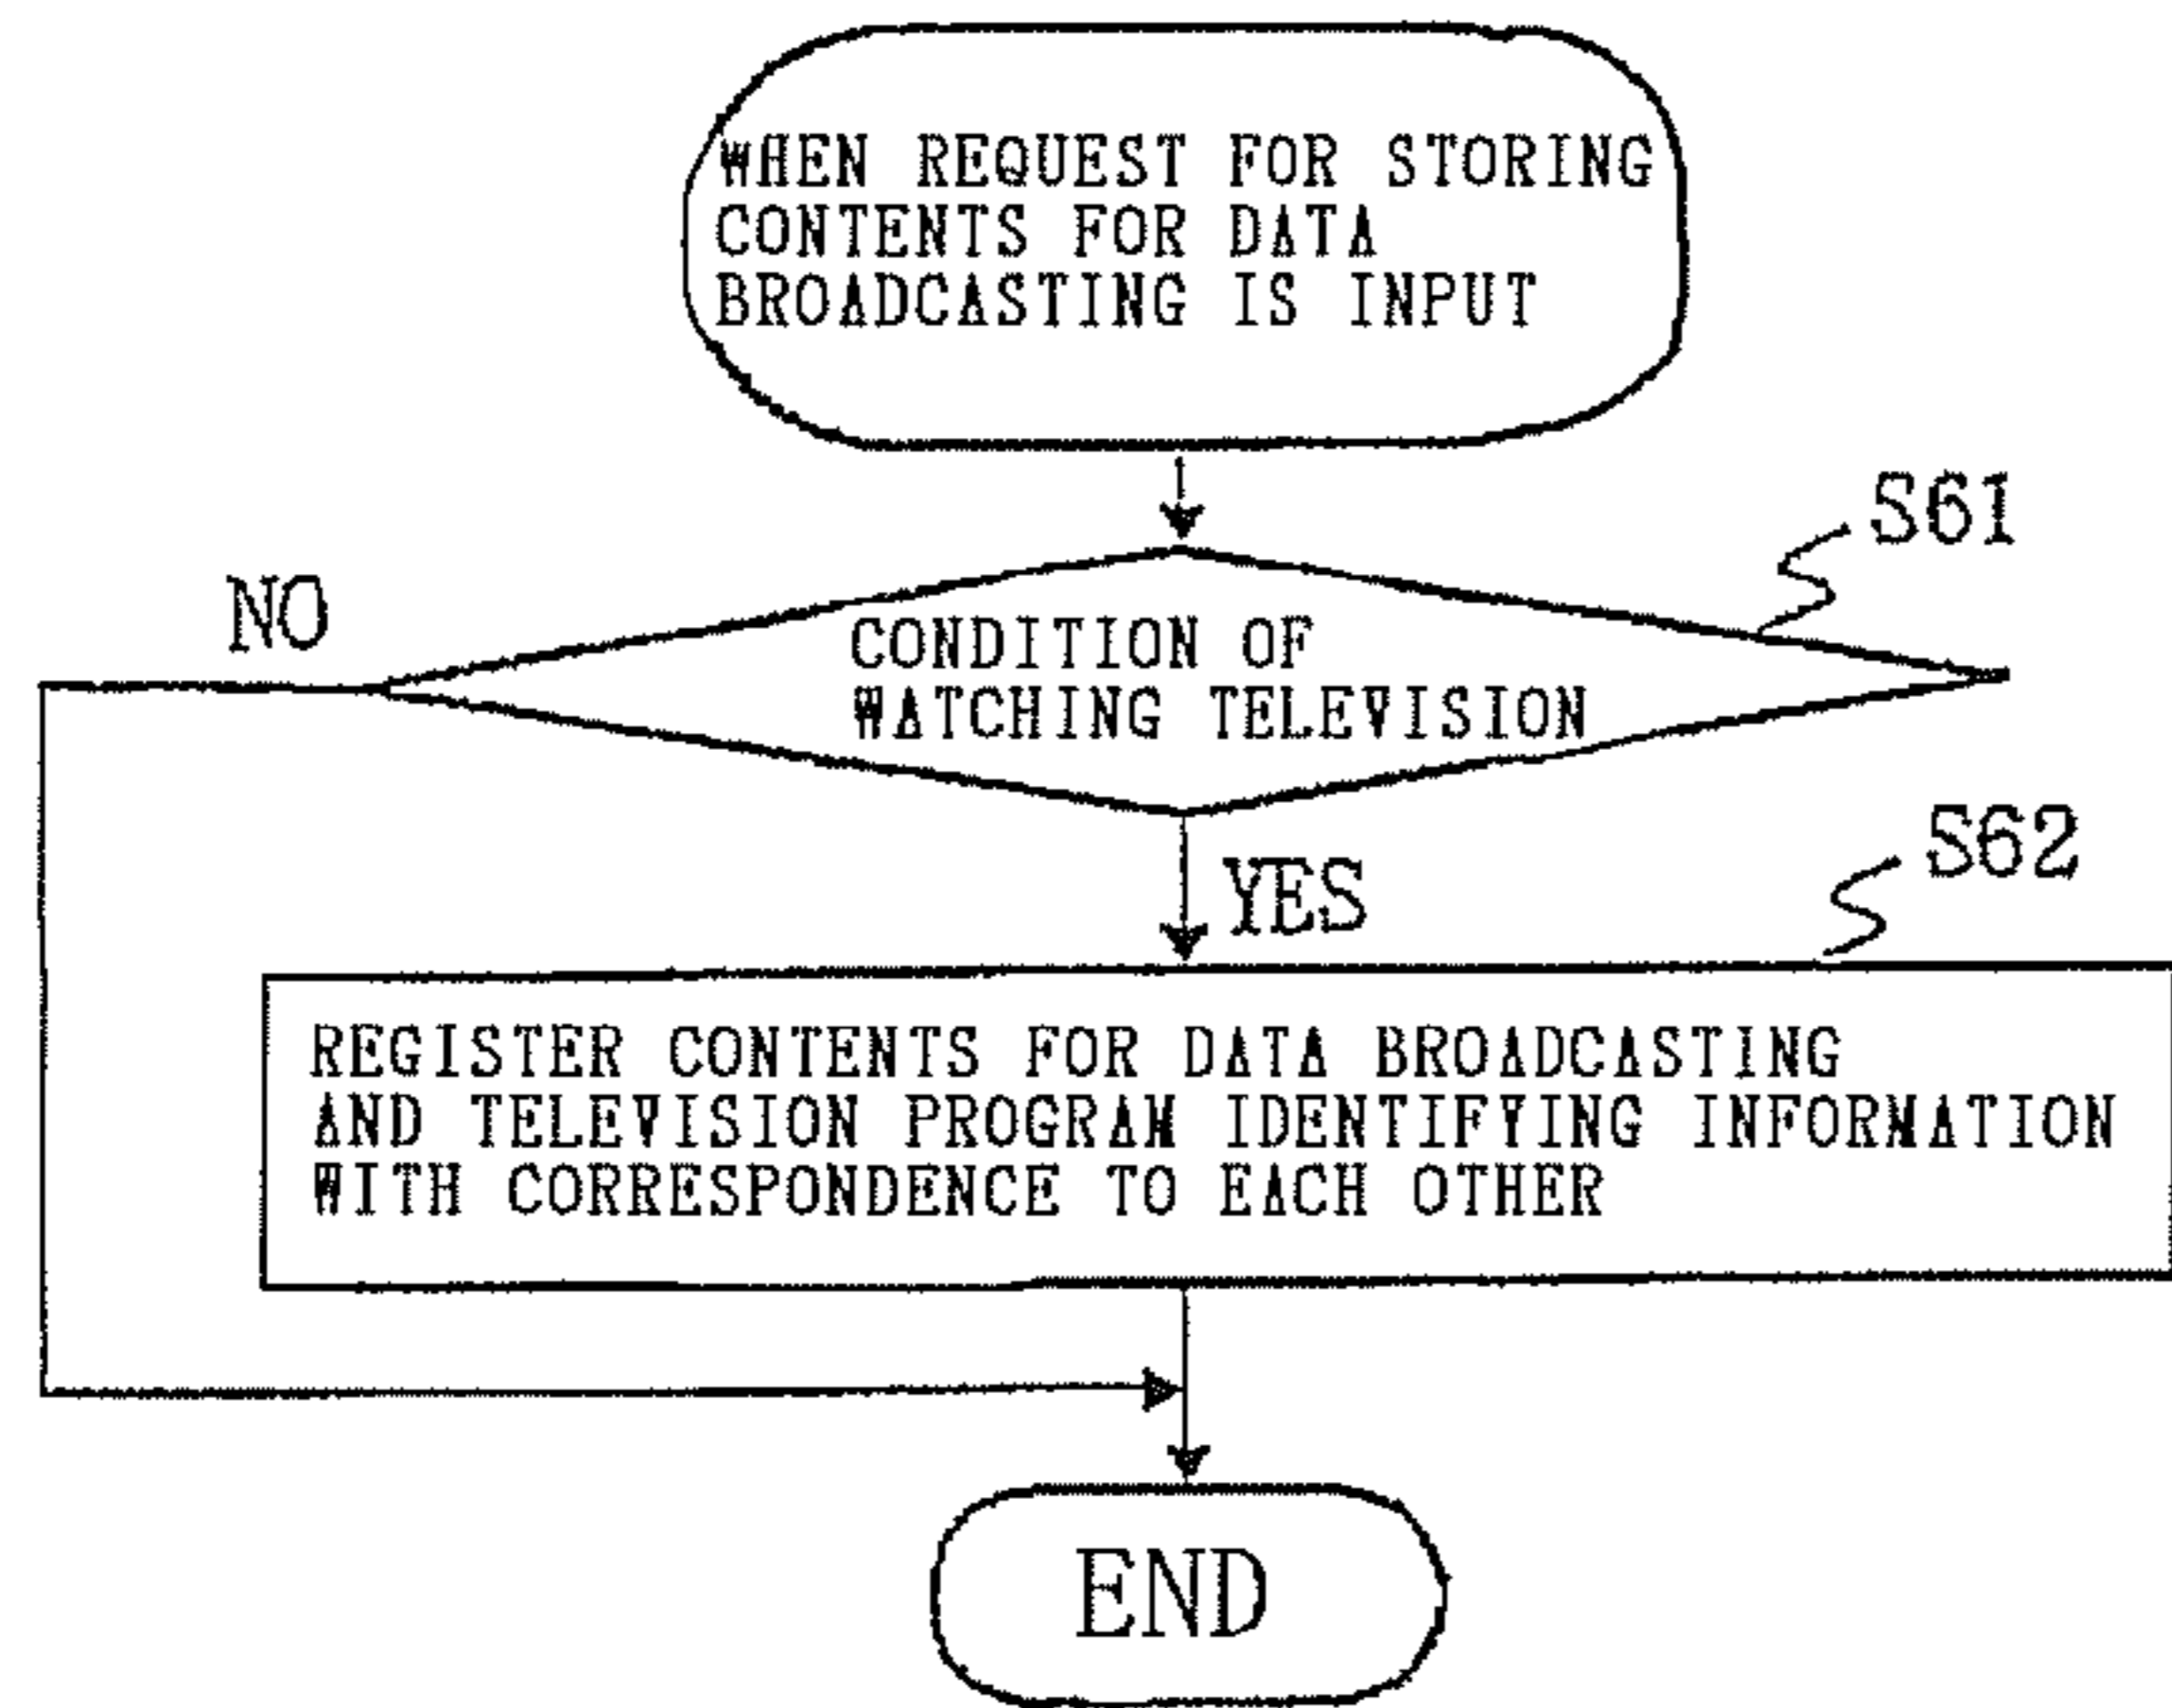 WHEN REQUEST FOR STORING
CONTENTS FOR DATA
BROADCASTING IS INPUT
S61
NO
CONDITION OF
WATCHING TELEVISION
S62
YES
REGISTER CONTENTS FOR DATA BROADCASTING
AND TELEVISION PROGRAM IDENTIFYING INFORMATION
WITH CORRESPONDENCE TO EACH OTHER
END